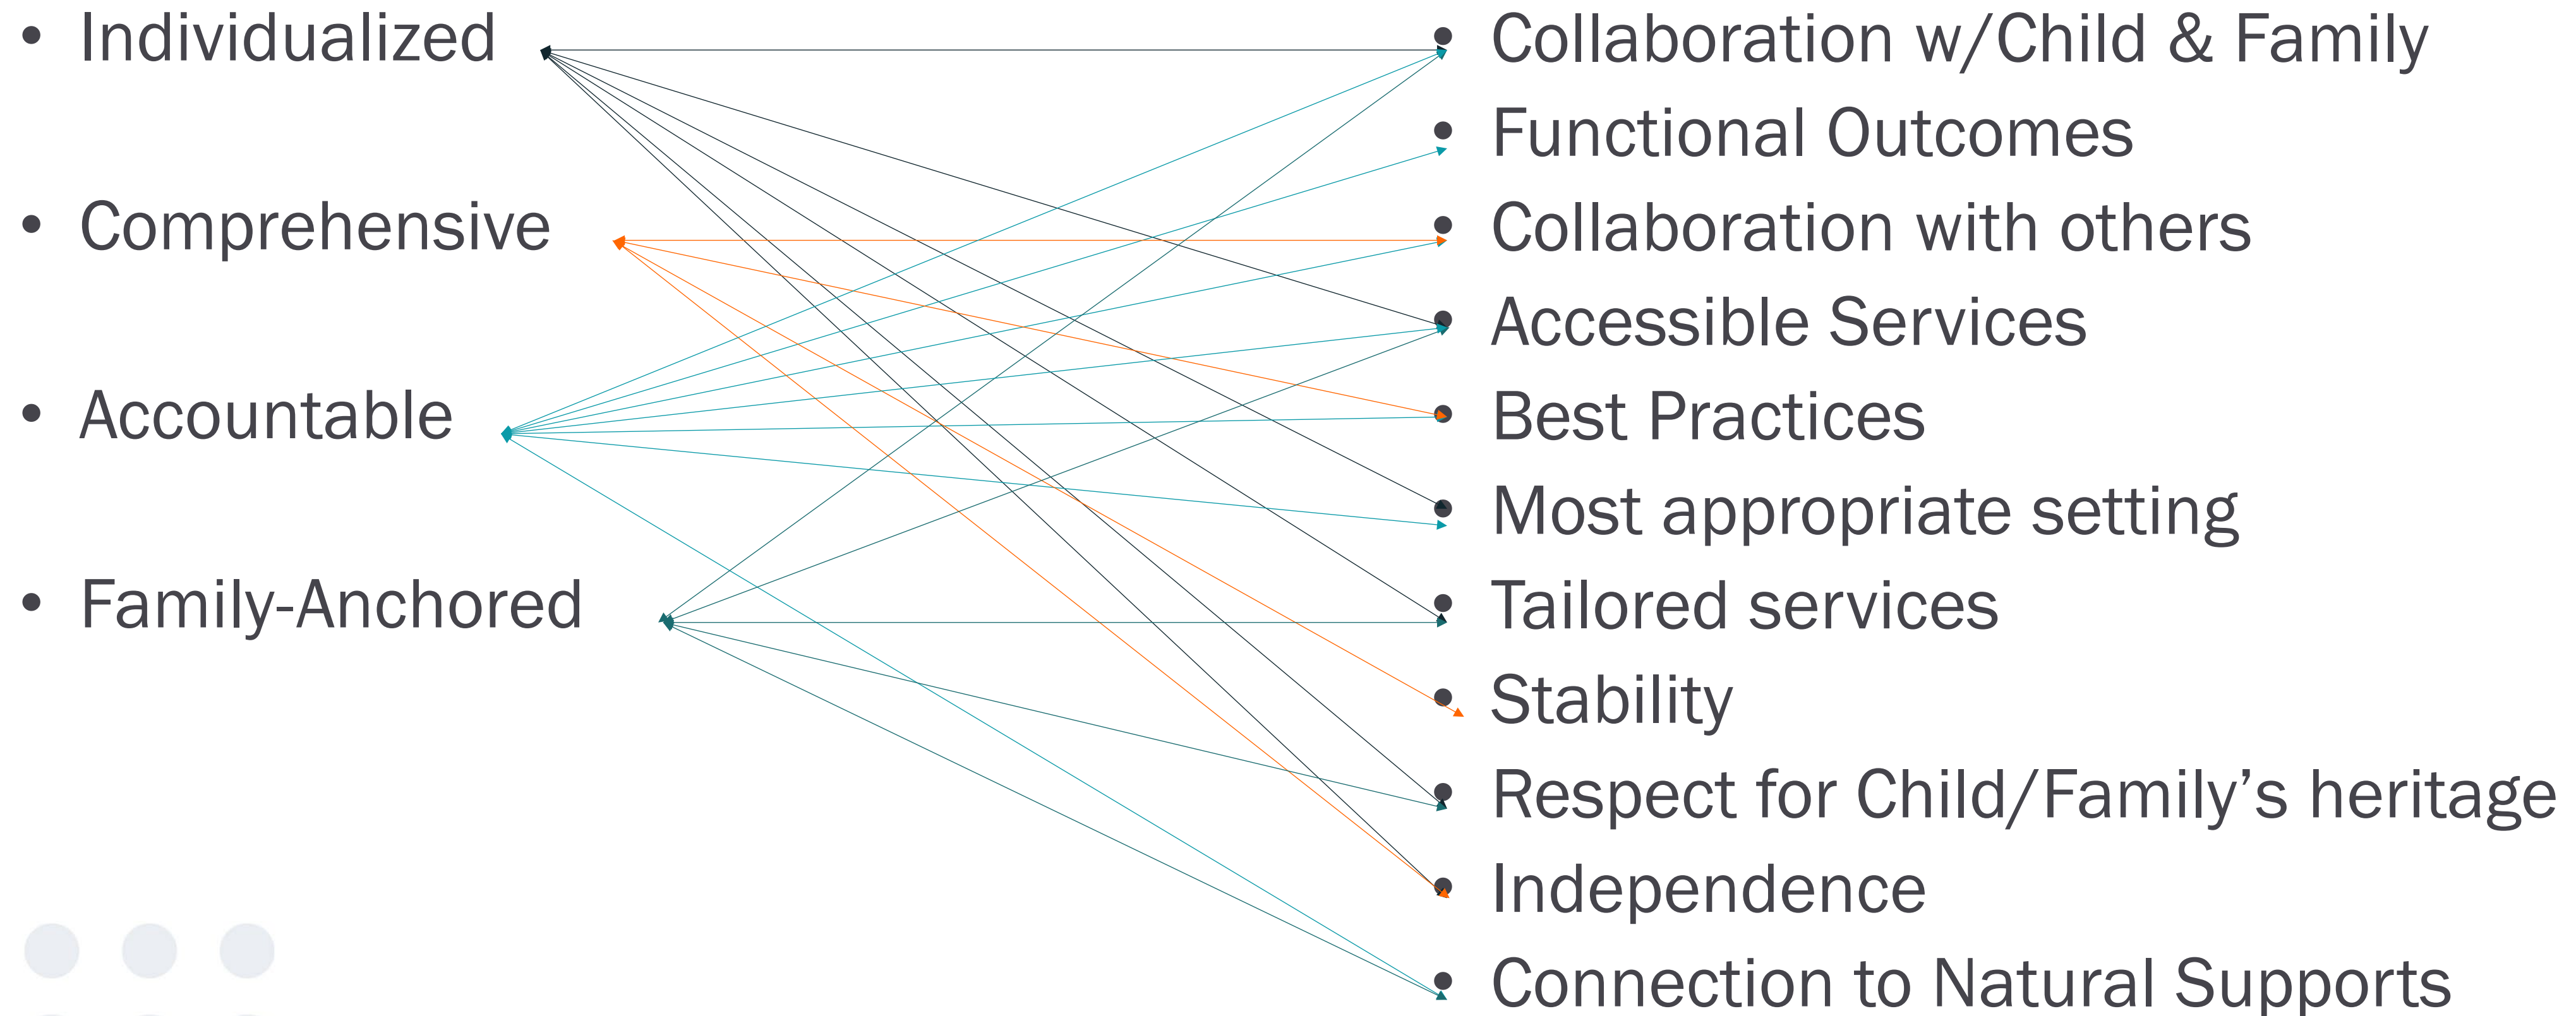 • Individualized
• Comprehensive
• Accountable
• Family-Anchored
• Collaboration w/Child & Family
• Functional Outcomes
• Collaboration with others
• Accessible Services
• Best Practices
• Most appropriate setting
• Tailored services
• Stability
• Respect for Child/Family’s heritage
• Independence
• Connection to Natural Supports